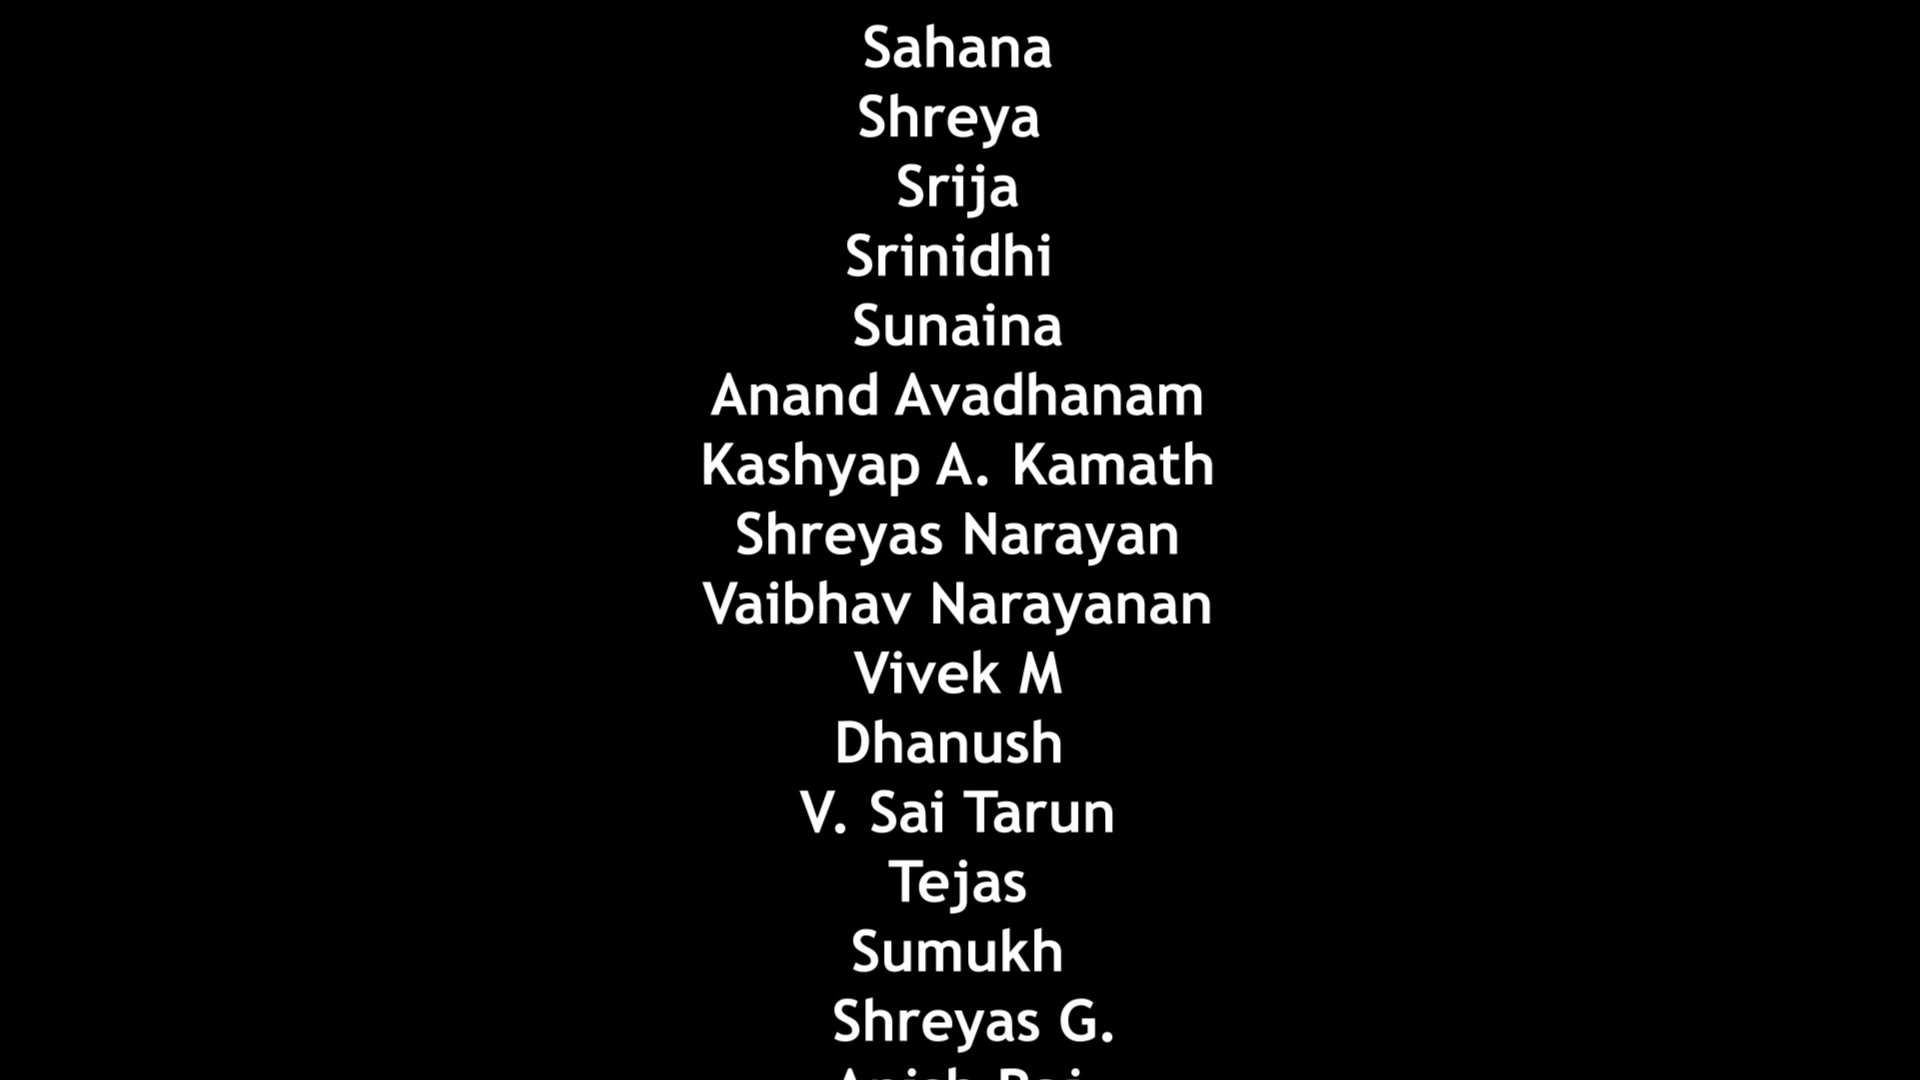 Sahana
Shreya
Srija
Srinidhi
Sunaina
Anand Avadhanam
Kashyap A. Kamath
Shreyas Narayan
Vaibhav Narayanan
Vivek M
Dhanush
V. Sai Tarun
Tejas
Sumukh
Shreyas G.